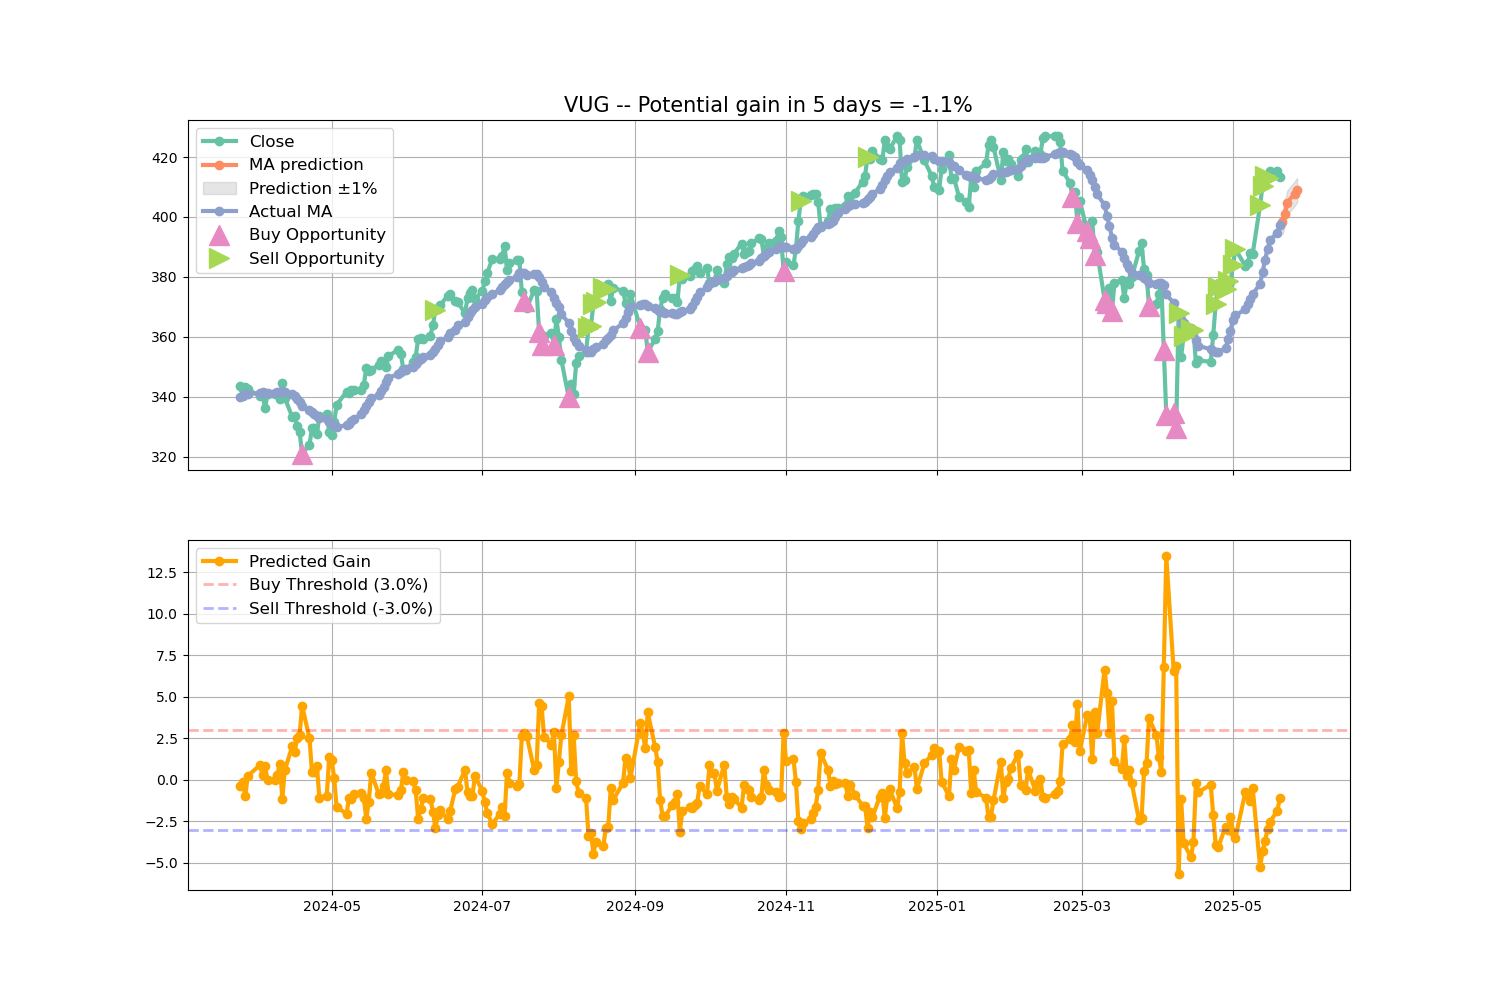 VUG -- Potential gain in 5 days = -1.1%
Close
MA prediction
Prediction ±1%
Actual MA
Buy Opportunity
Sell Opportunity
420
400
380
360
340
320
Predicted Gain
Buy Threshold (3.0%)
Sell Threshold (-3.0%)
12.5
10.0
7.5
5.0
2.5
0.0
−2.5
−5.0
2024-05 2024-07 2024-09 2024-11 2025-01 2025-03 2025-05